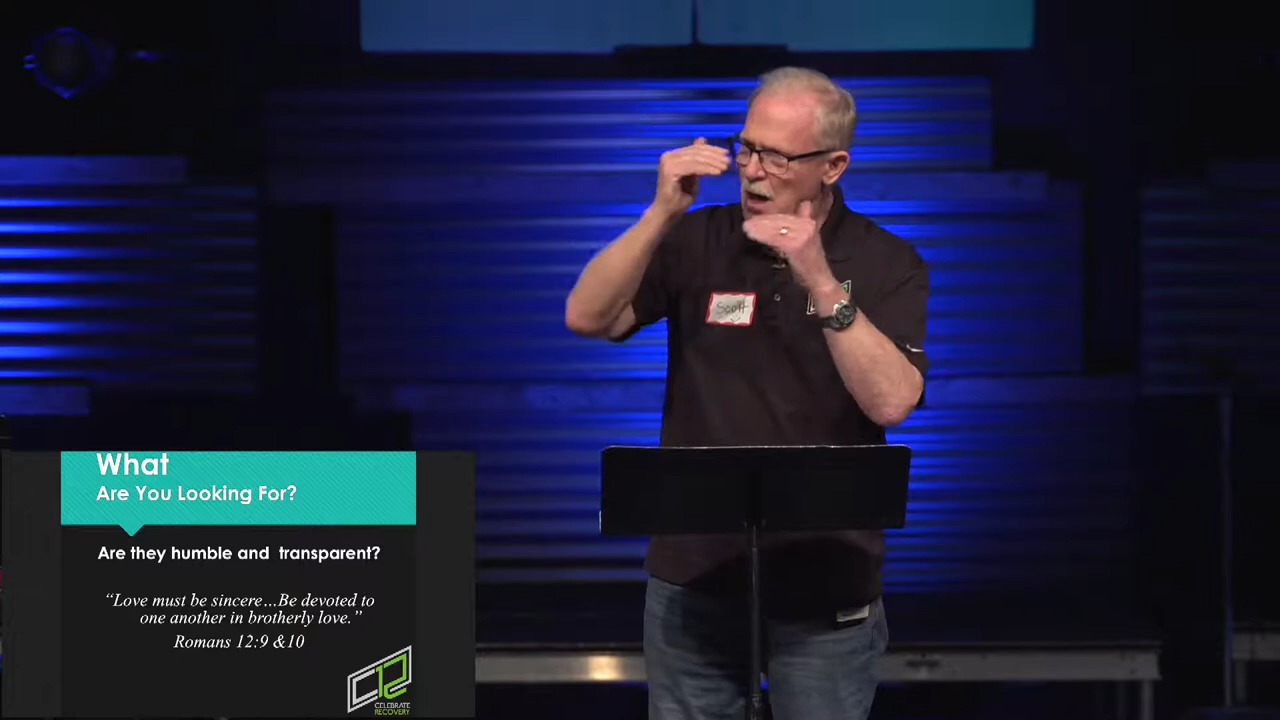 Scott
What
Are You Looking For?
Are they humble and transparent?
“Love must be sincere…Be devoted to
one another in brotherly love.”
Romans 12:9 &10
C12
CELEBRATE
RECOVERY